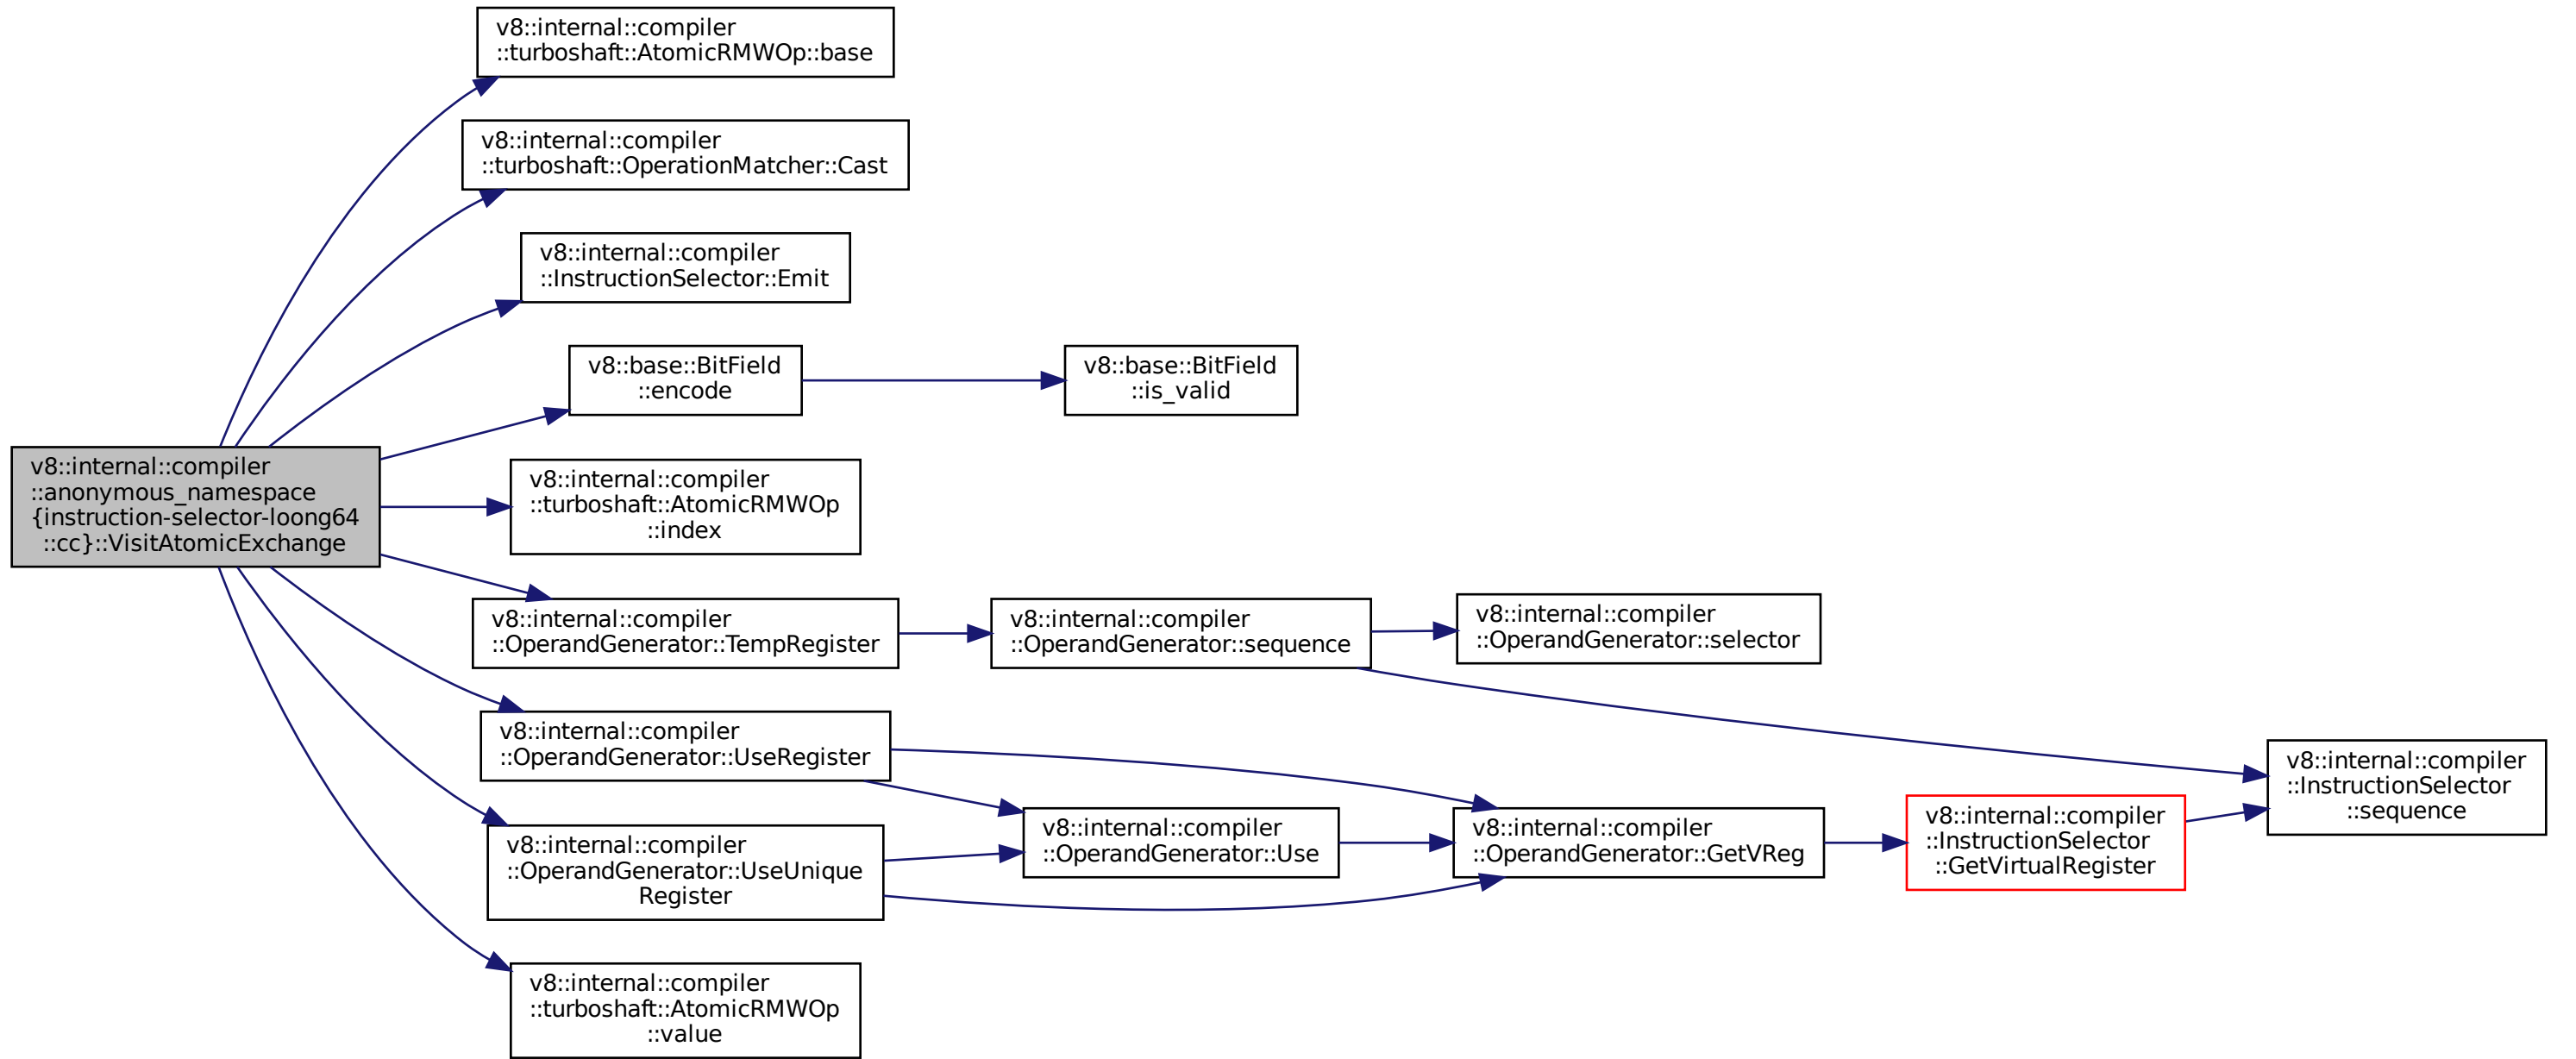 v8::internal::compiler
::turboshaft::AtomicRMWOp::base
v8::internal::compiler
::turboshaft::OperationMatcher::Cast
v8::internal::compiler
::InstructionSelector::Emit
v8::base::BitField
::encode
v8::base::BitField
::is_valid
v8::internal::compiler
::anonymous_namespace
{instruction-selector-loong64
::cc}::VisitAtomicExchange
v8::internal::compiler
::turboshaft::AtomicRMWOp
::index
v8::internal::compiler
::OperandGenerator::TempRegister
v8::internal::compiler
::OperandGenerator::sequence
v8::internal::compiler
::OperandGenerator::selector
v8::internal::compiler
::OperandGenerator::UseRegister
v8::internal::compiler
::InstructionSelector
::sequence
v8::internal::compiler
::OperandGenerator::UseUnique
Register
v8::internal::compiler
::OperandGenerator::Use
v8::internal::compiler
::OperandGenerator::GetVReg
v8::internal::compiler
::InstructionSelector
::GetVirtualRegister
v8::internal::compiler
::turboshaft::AtomicRMWOp
::value